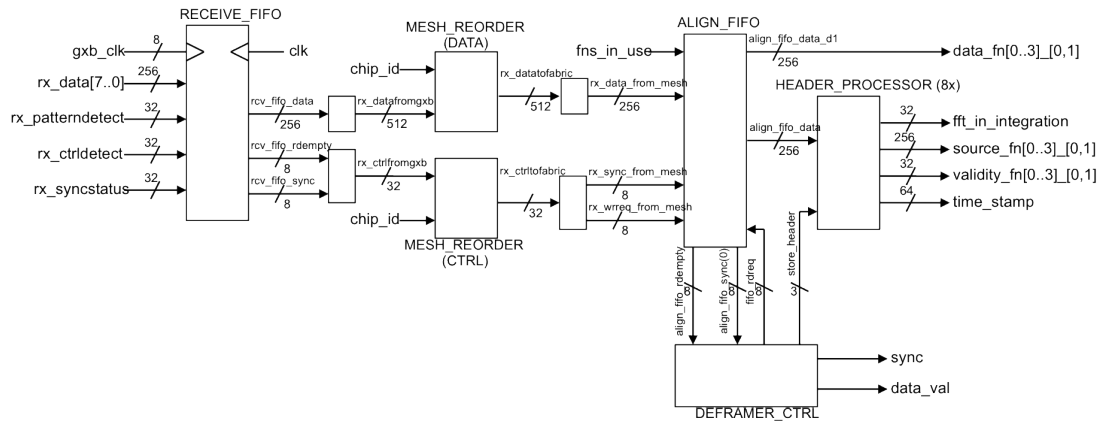 RECEIVE_FIFO
gxb_clk
8
clk
rx_data[7..0]
256
rx_patterndetect
32
rx_ctrldetect
32
rx_syncstatus
32
rcv_fifo_data
256
rcv_fifo_rdempty
8
rcv_fifo_sync
8
rx_datafromgxb
512
rx_ctrlfromgxb
32
MESH_REORDER
(DATA)
chip_id
rx_datatofabric
512
rx_data_from_mesh
256
chip_id
MESH_REORDER
(CTRL)
rx_ctrltofabric
32
rx_sync_from_mesh
8
rx_wrreq_from_mesh
8
ALIGN_FIFO
fns_in_use
align_fifo_data_d1
256
data_fn[0..3]_[0,1]
align_fifo_data
256
HEADER_PROCESSOR (8x)
32
fft_in_integration
256
source_fn[0..3]_[0,1]
32
validity_fn[0..3]_[0,1]
64
time_stamp
align_fifo_rdempty
8
align_fifo_sync(0)
8
fifo_rdreq
8
store_header
3
sync
data_val
DEFRAMER_CTRL